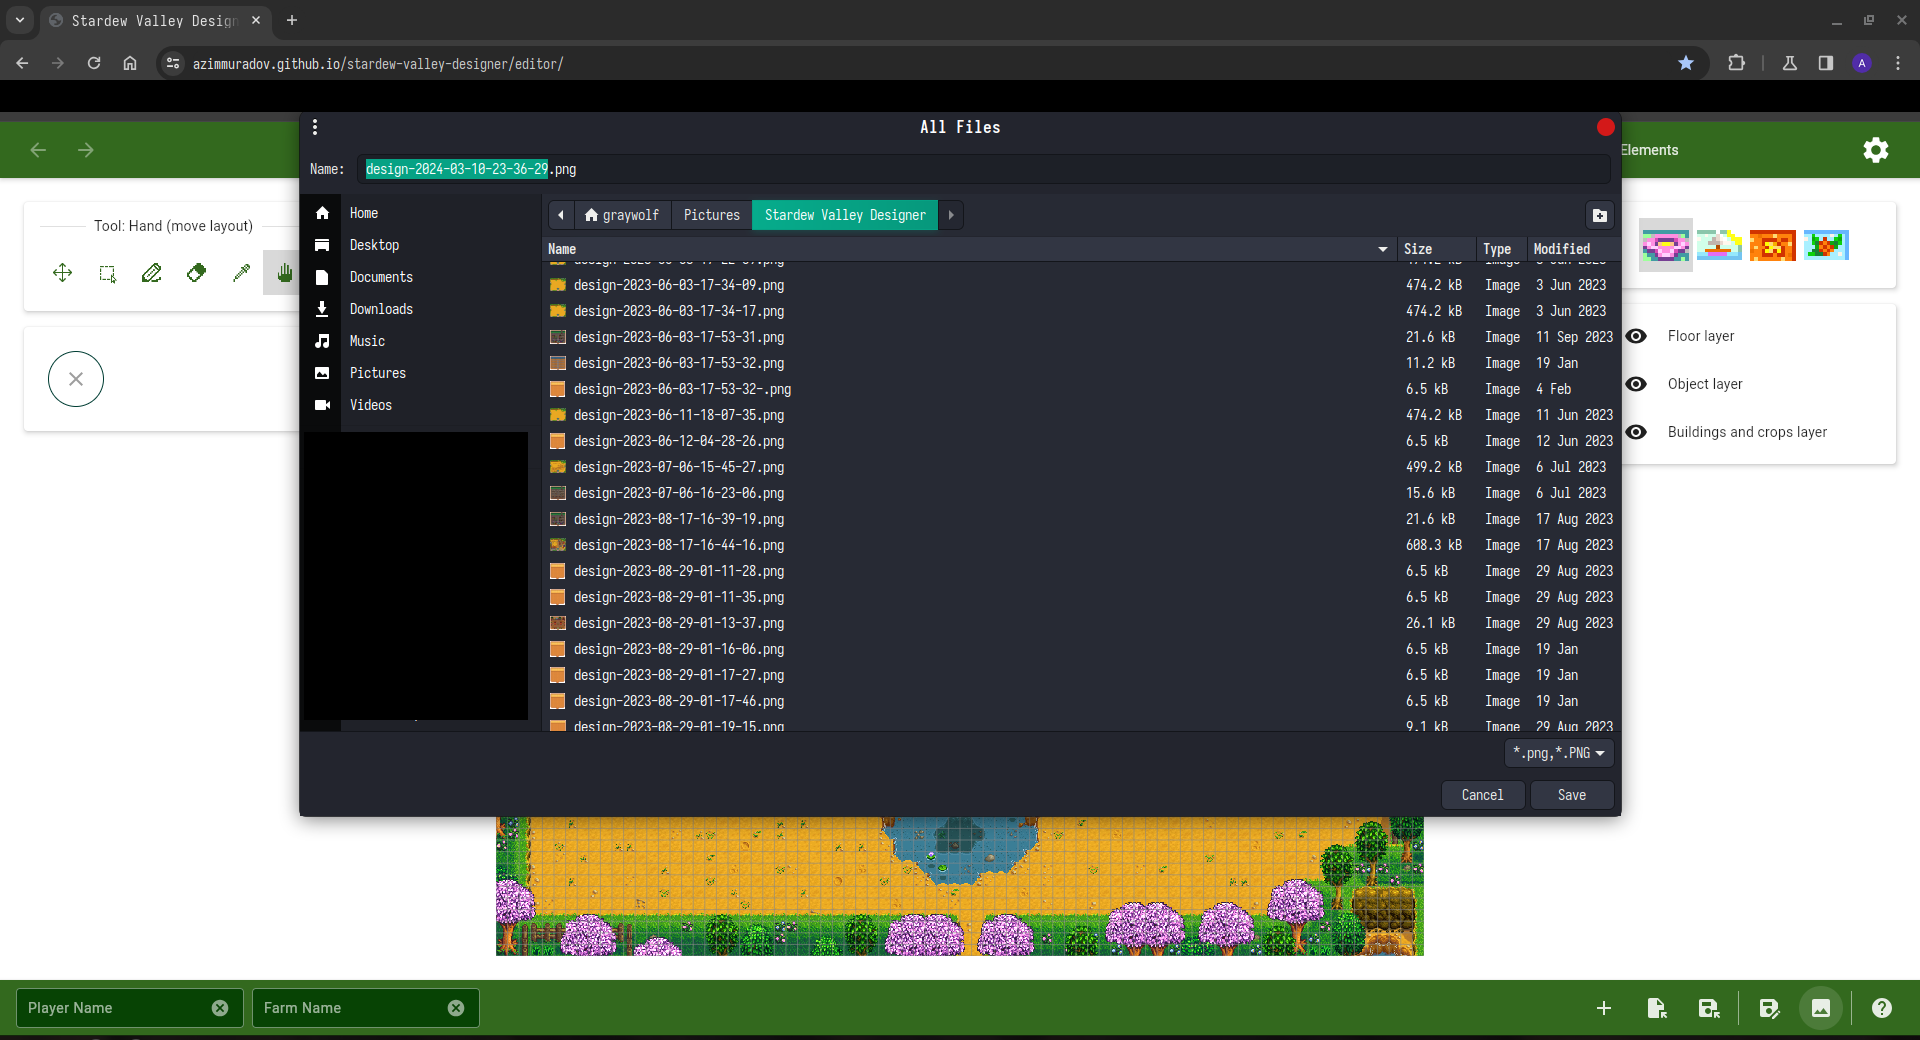 Stardew Valley Design
azimmuradov.github.io/stardew-valley-designer/editor/
A
All Files
Name: design-2024-03-10-23-36-29.png
Elements
Tool: Hand (move layout)
Home
Desktop
Documents
Downloads
Music
Pictures
Videos
graywolf Pictures Stardew Valley Designer
Name Size Type Modified
design-2023-06-03-17-34-09.png 474.2 kB Image 3 Jun 2023
design-2023-06-03-17-34-17.png 474.2 kB Image 3 Jun 2023
design-2023-06-03-17-53-31.png 21.6 kB Image 11 Sep 2023
design-2023-06-03-17-53-32.png 11.2 kB Image 19 Jan
design-2023-06-03-17-53-32-.png 6.5 kB Image 4 Feb
design-2023-06-11-18-07-35.png 474.2 kB Image 11 Jun 2023
design-2023-06-12-04-28-26.png 6.5 kB Image 12 Jun 2023
design-2023-07-06-15-45-27.png 499.2 kB Image 6 Jul 2023
design-2023-07-06-16-23-06.png 15.6 kB Image 6 Jul 2023
design-2023-08-17-16-39-19.png 21.6 kB Image 17 Aug 2023
design-2023-08-17-16-44-16.png 608.3 kB Image 17 Aug 2023
design-2023-08-29-01-11-28.png 6.5 kB Image 29 Aug 2023
design-2023-08-29-01-11-35.png 6.5 kB Image 29 Aug 2023
design-2023-08-29-01-13-37.png 26.1 kB Image 29 Aug 2023
design-2023-08-29-01-16-06.png 6.5 kB Image 19 Jan
design-2023-08-29-01-17-27.png 6.5 kB Image 19 Jan
design-2023-08-29-01-17-46.png 6.5 kB Image 19 Jan
design-2023-08-29-01-19-15.png 9.1 kB Image 29 Aug 2023
*.png,*.PNG
Cancel Save
Floor layer
Object layer
Buildings and crops layer
Player Name
Farm Name